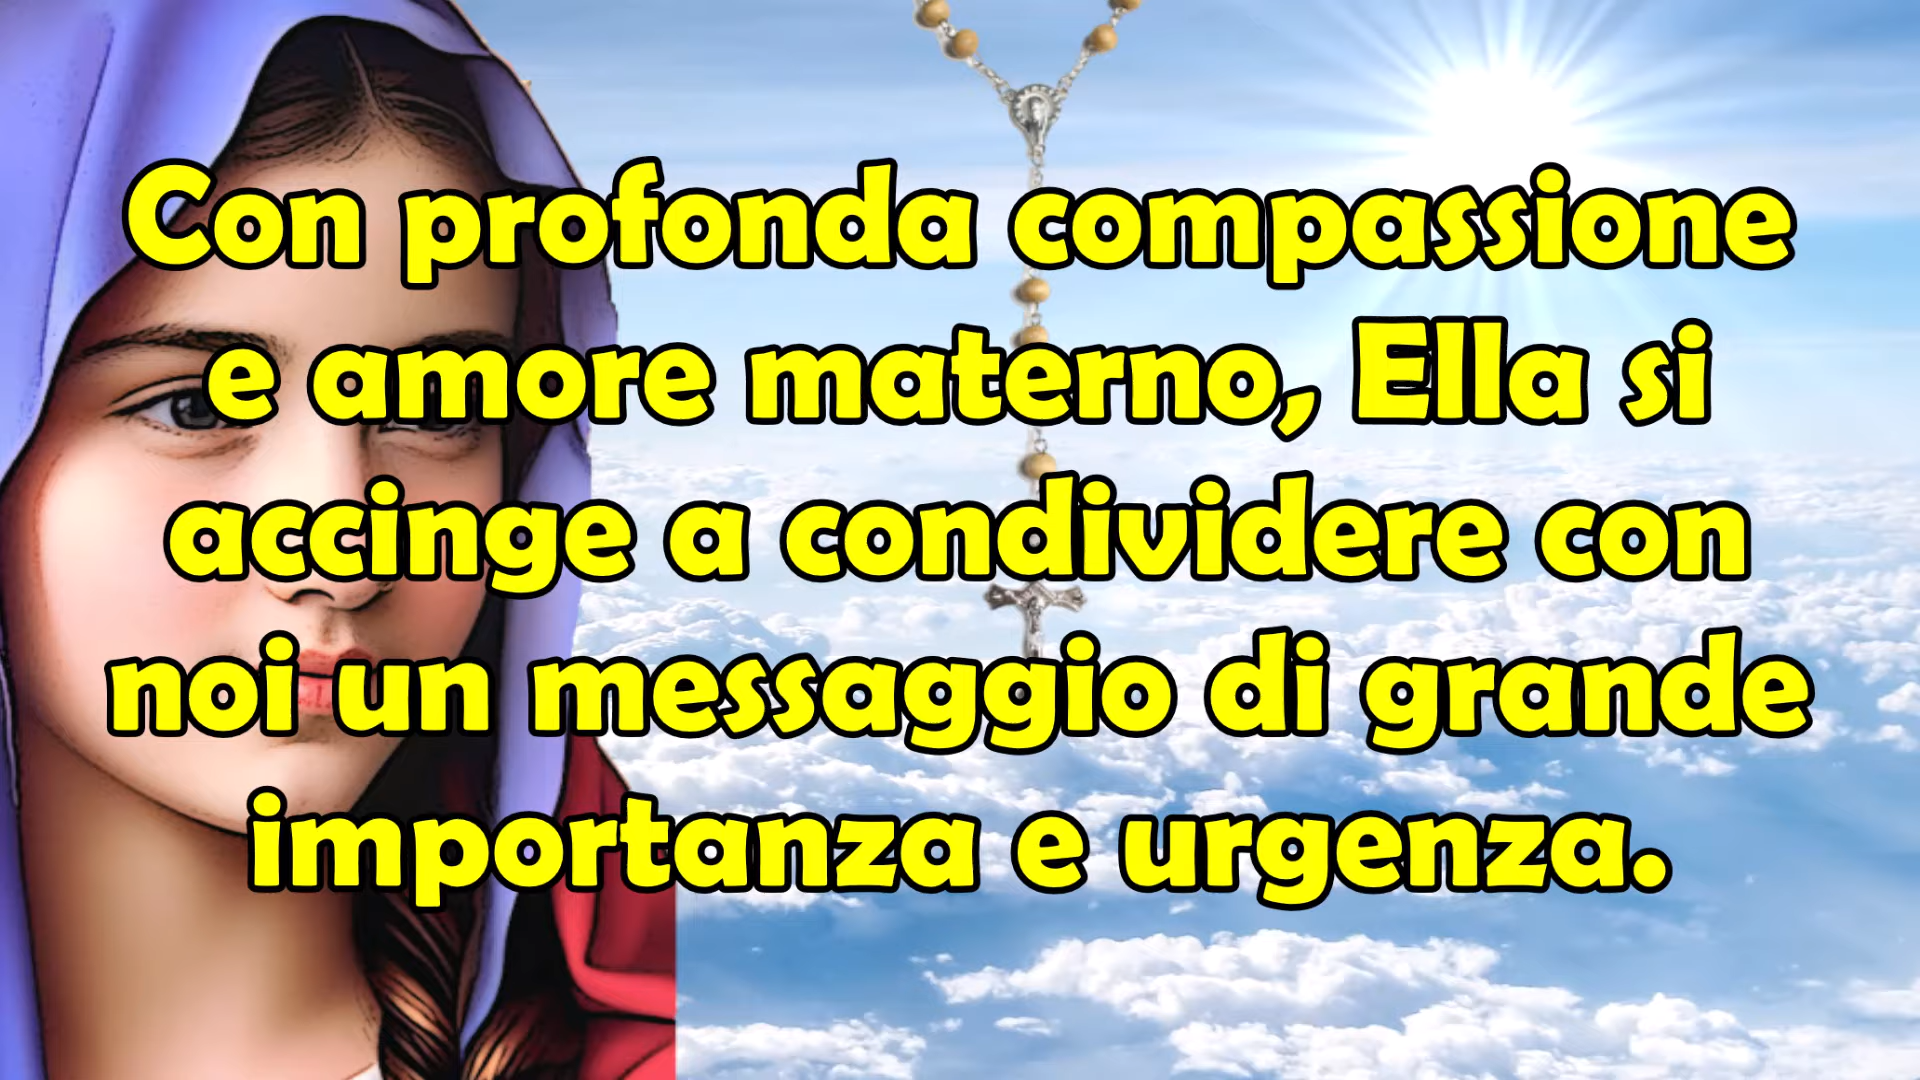 Con profonda compassione
e amore materno, Ella si
accinge a condividere con
noi un messaggio di grande
importanza e urgenza.